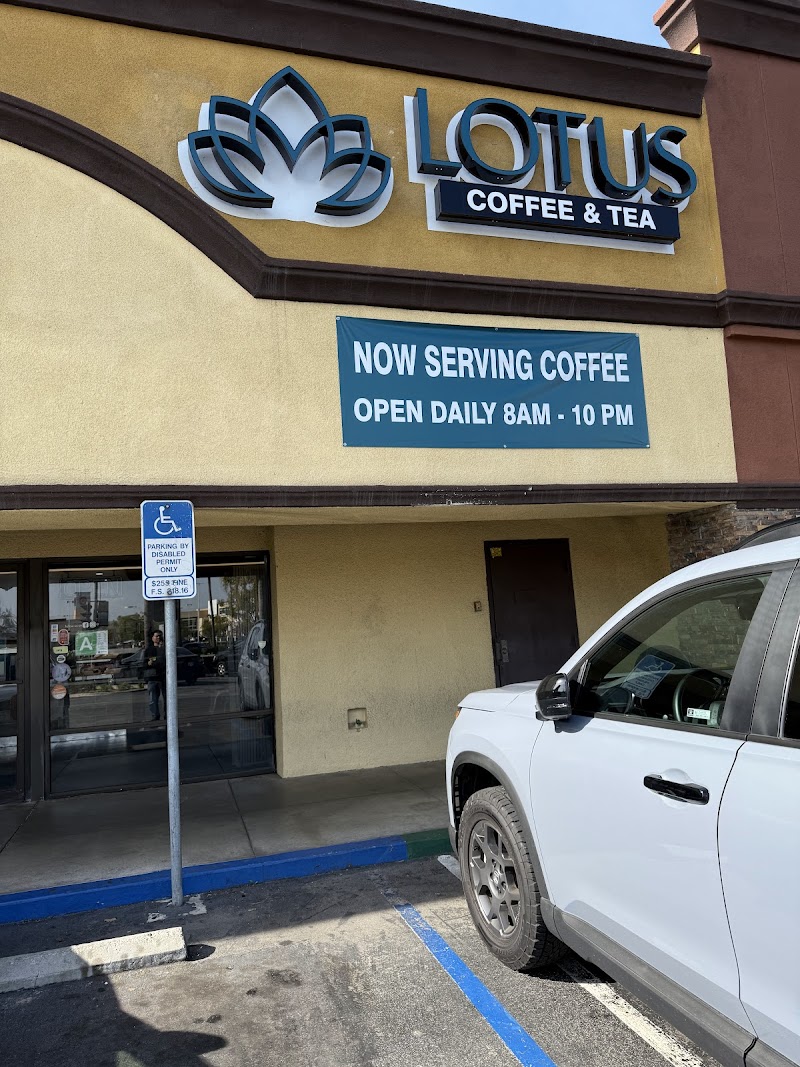 LOTUS
COFFEE & TEA
NOW SERVING COFFEE
OPEN DAILY 8AM - 10 PM
PARKING BY
DISABLED
PERMIT
ONLY
A